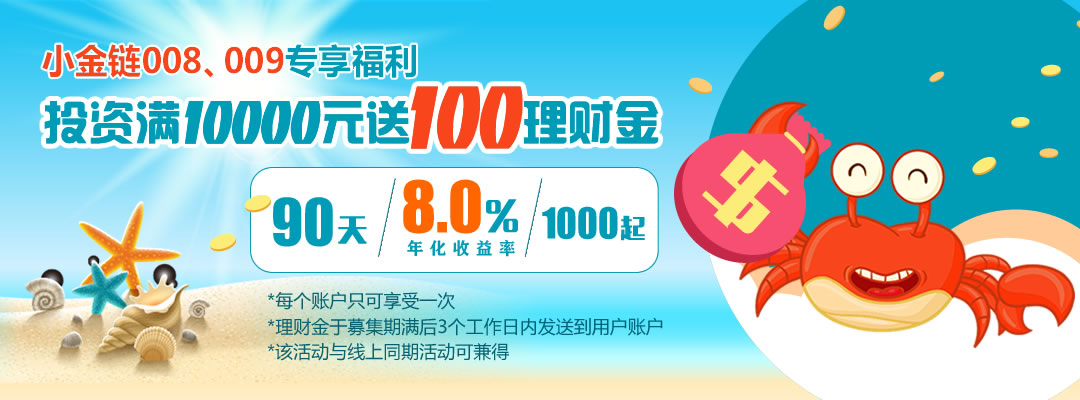 小金链008、009专享福利
投资满10000元送100理财金
90天/8.0%年化收益率/1000起
*每个账户只可享受一次
*理财金于募集期满后3个工作日内发送到用户账户
*该活动与线上同期活动可兼得